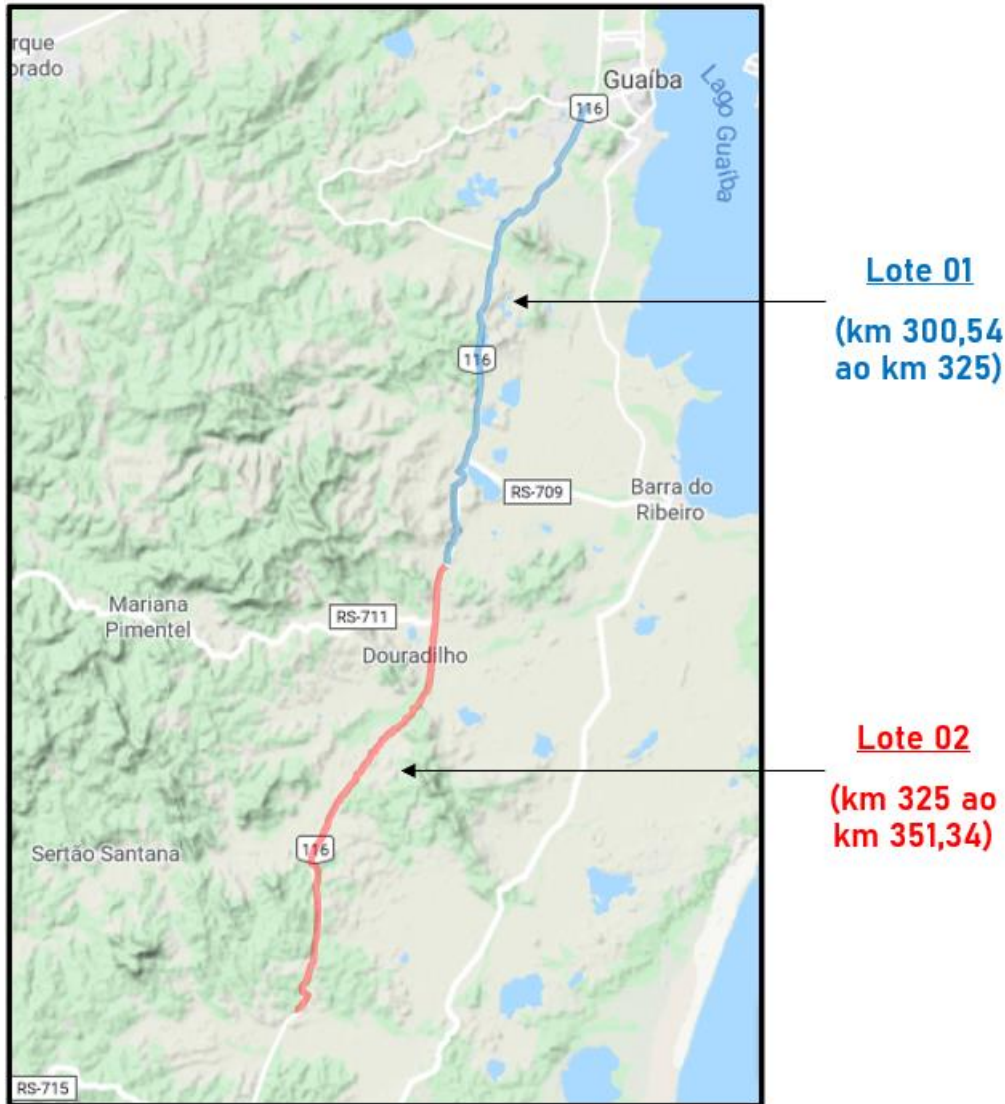 rque
orado
Guaíba
116
Lago Guaíba
Lote 01
(km 300,54
ao km 325)
116
RS-709
Barra do
Ribeiro
Mariana
Pimentel
RS-711
Douradilho
Lote 02
(km 325 ao
km 351,34)
116
Sertão Santana
RS-715